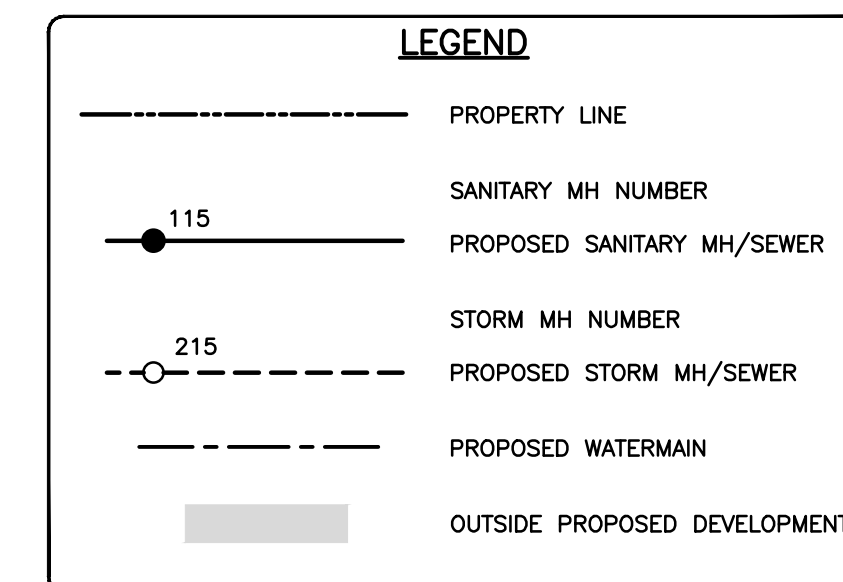 LEGEND
PROPERTY LINE
SANITARY MH NUMBER
115
PROPOSED SANITARY MH/SEWER
STORM MH NUMBER
215
PROPOSED STORM MH/SEWER
PROPOSED WATERMAIN
OUTSIDE PROPOSED DEVELOPMENT